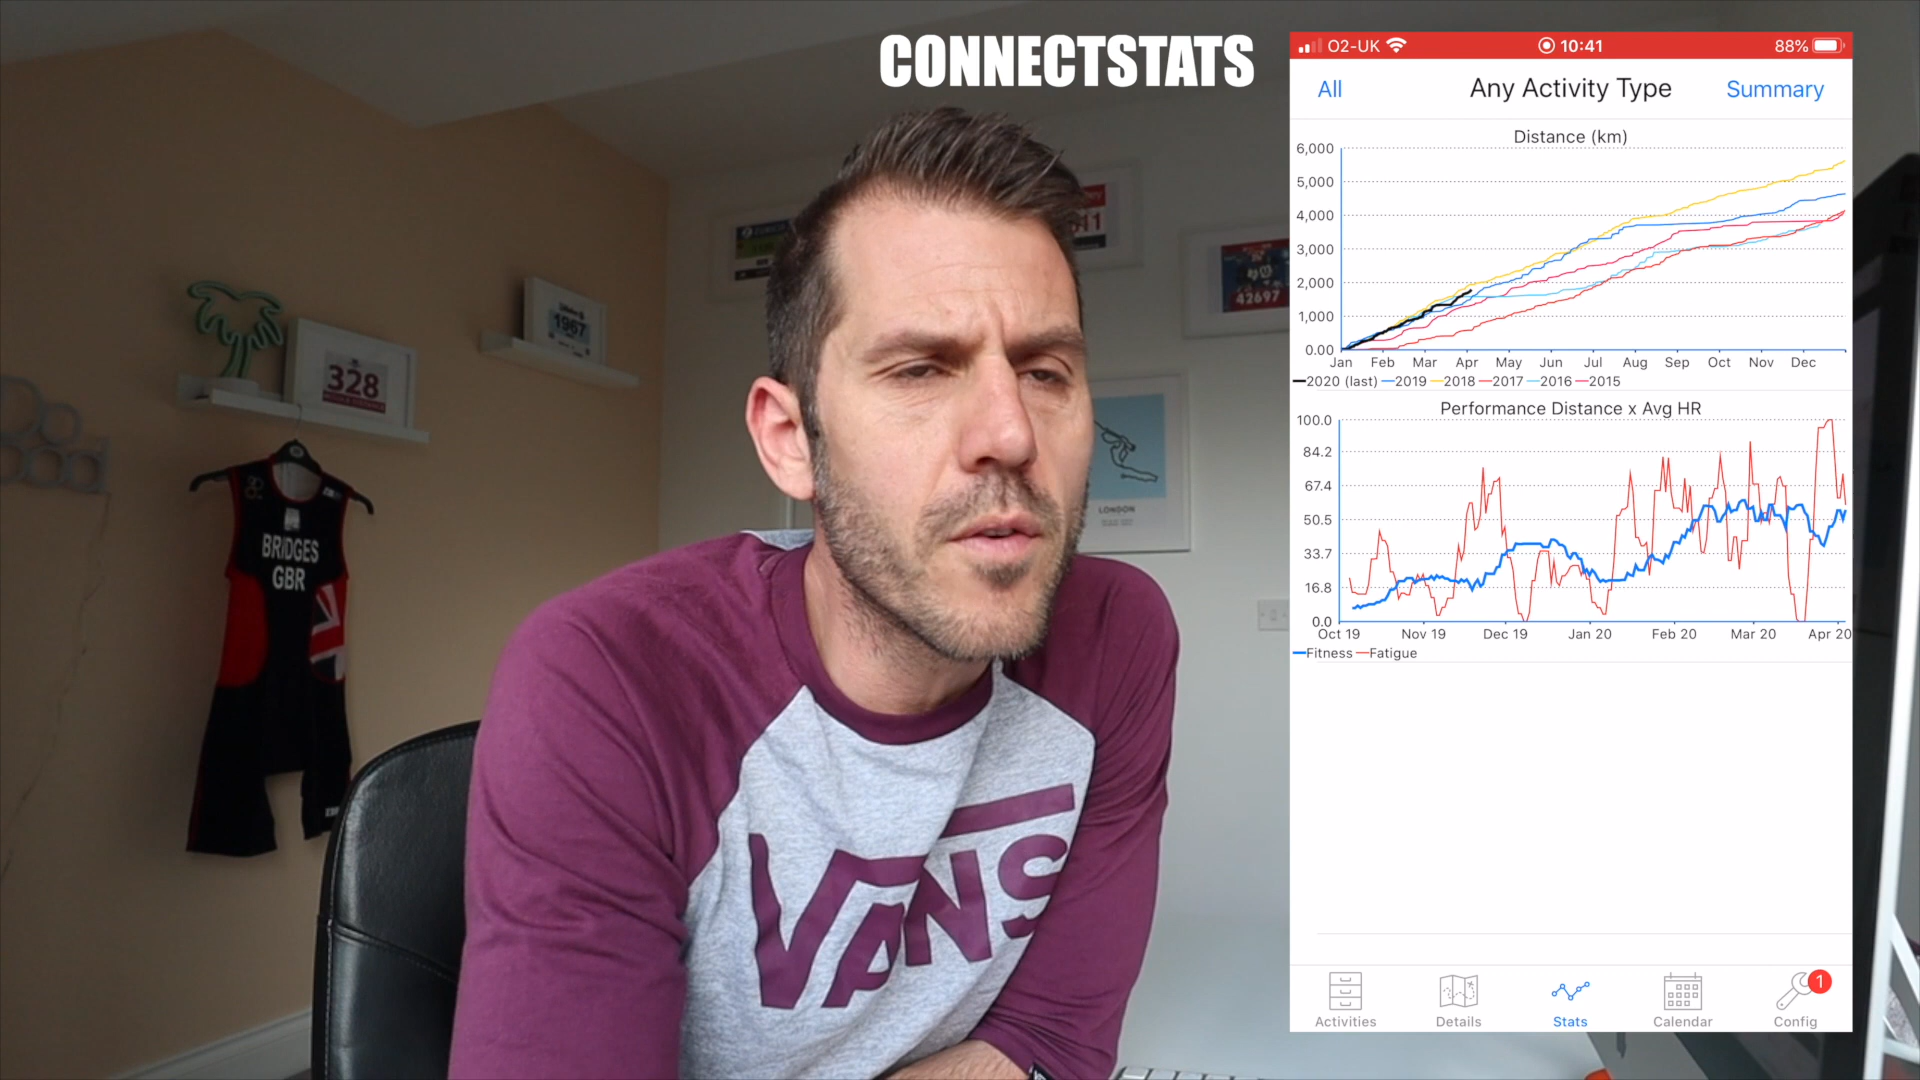 CONNECTSTATS
O2-UK 10:41 88%
All Any Activity Type Summary
Distance (km)
6,000
5,000
4,000
3,000
2,000
1,000
0.00
Jan Feb Mar Apr May Jun Jul Aug Sep Oct Nov Dec
2020 (last) 2019 2018 2017 2016 2015
Performance Distance x Avg HR
100.0
84.2
67.4
50.5
33.7
16.8
0.0
Oct 19 Nov 19 Dec 19 Jan 20 Feb 20 Mar 20 Apr 20
Fitness Fatigue
Activities Details Stats Calendar Config
1
328
1967
42697
LONDON
BRIDGES
GBR
VANS